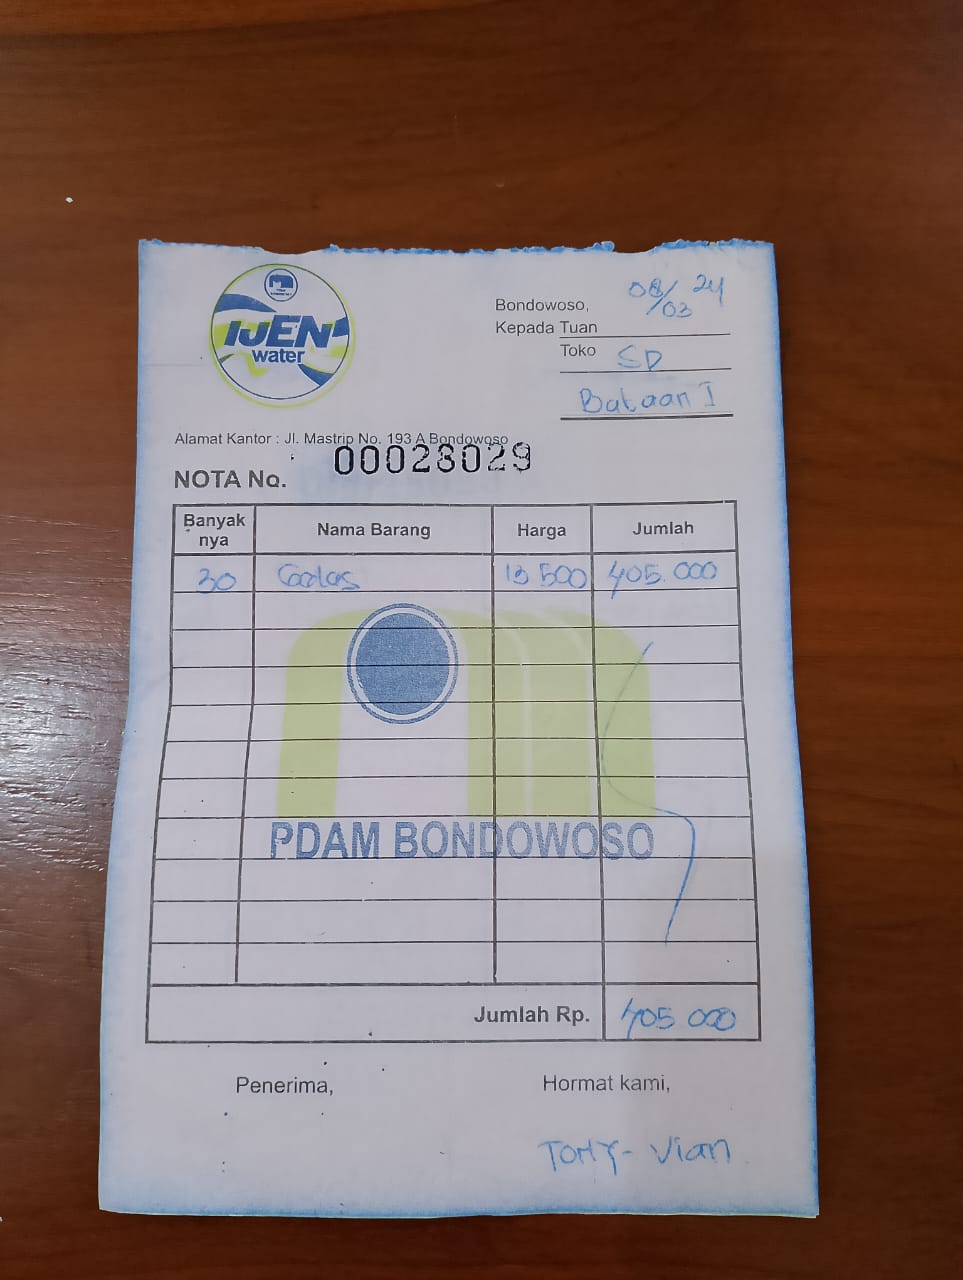 IJEN
water
Bondowoso, 08/03 24
Kepada Tuan
Toko SD
Bataan I
Alamat Kantor : Jl. Mastrip No. 193 A Bondowoso
NOTA No. 00028029
Banyak nya Nama Barang Harga Jumlah
30 Goolas 13 500 405.000
PDAM BONDOWOSO
Jumlah Rp. 405 000
Penerima, Hormat kami,
TOMY - Vian